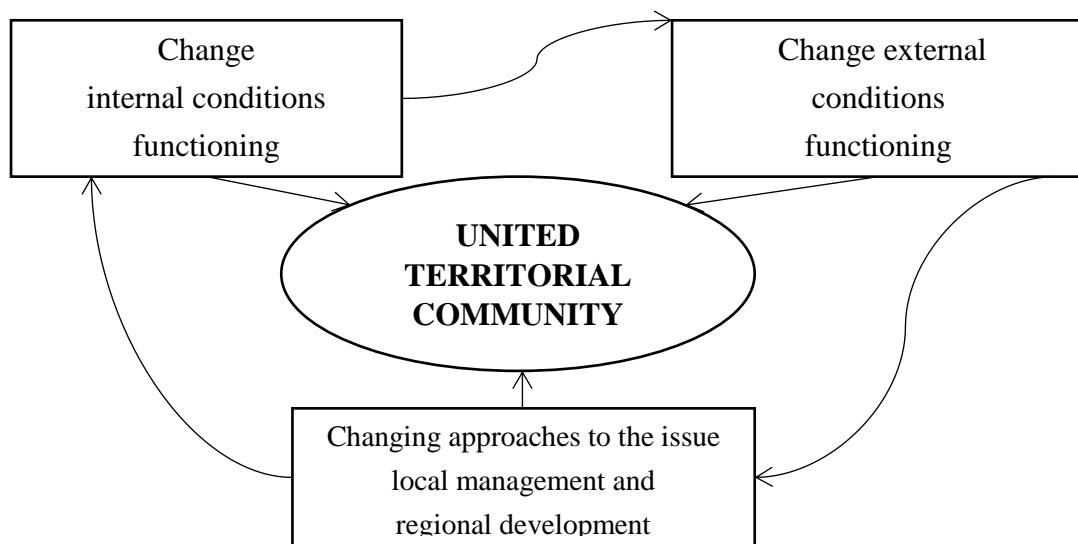 Change
internal conditions
functioning
Change external
conditions
functioning
UNITED
TERRITORIAL
COMMUNITY
Changing approaches to the issue
local management and
regional development